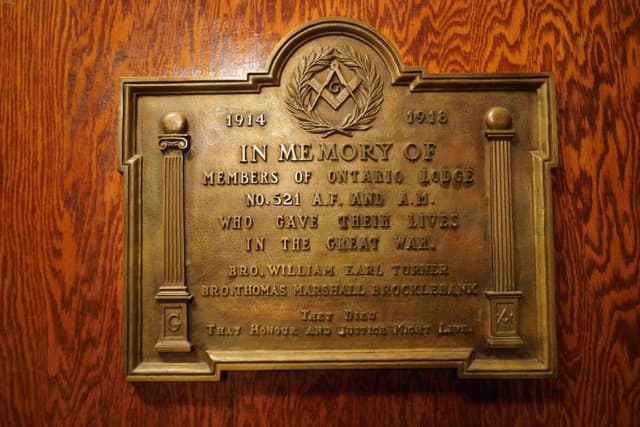 G
1914 1918
IN MEMORY OF
MEMBERS OF ONTARIO LODGE
NO. 521 A.F. AND A.M.
WHO GAVE THEIR LIVES
IN THE GREAT WAR.
BRO. WILLIAM EARL TURNER
BRO. THOMAS MARSHALL BROCKLEBANK
THEY DIED
THAT HONOUR AND JUSTICE MIGHT LIVE.
G